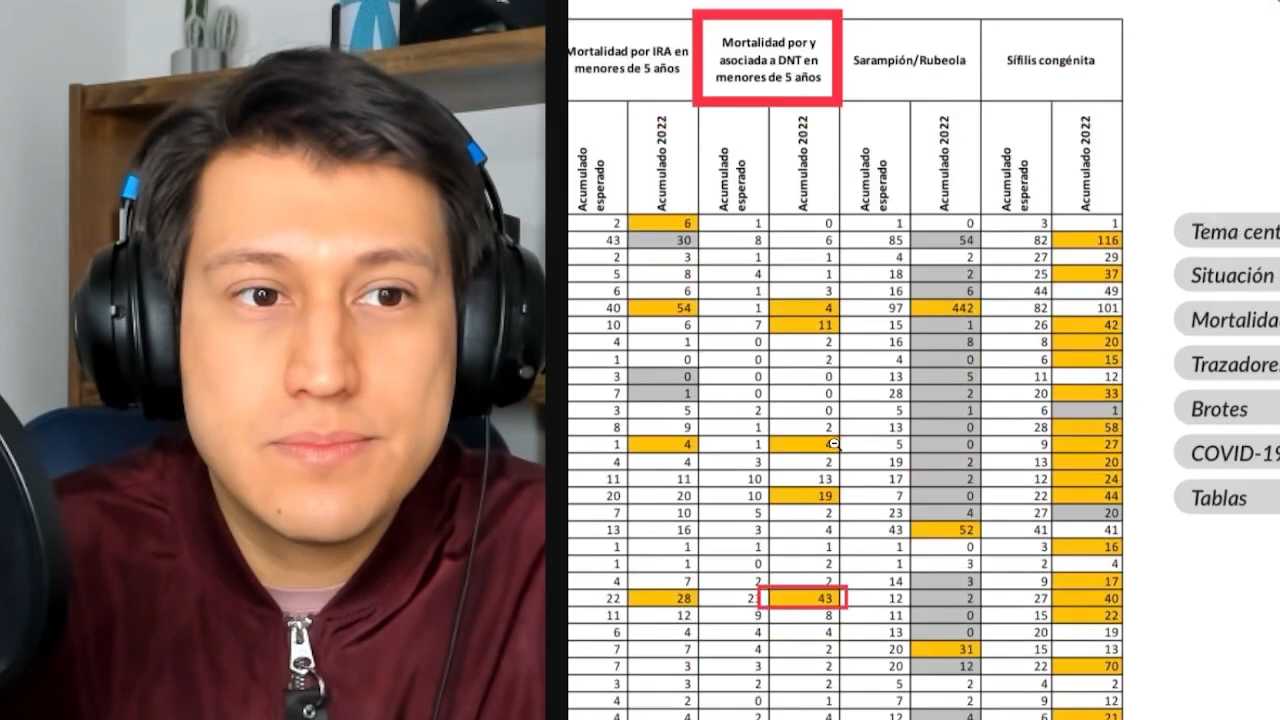 Mortalidad por IRA en
menores de 5 años
Mortalidad por y
asociada a DNT en
menores de 5 años
Sarampión/Rubeola
Sífilis congénita
Acumulado
esperado
Acumulado 2022
Acumulado
esperado
Acumulado 2022
Acumulado
esperado
Acumulado 2022
Acumulado
esperado
Acumulado 2022
2 6 1 0 1 0 3 1
43 30 8 6 85 54 82 116
2 3 1 1 4 2 27 29
5 8 4 1 18 2 25 37
6 6 1 3 16 6 44 49
40 54 1 4 97 442 82 101
10 6 7 11 15 1 26 42
4 1 0 2 16 8 8 20
1 0 0 2 4 0 6 15
3 0 0 0 13 5 11 12
7 1 0 0 28 2 20 33
3 5 2 0 5 1 6 1
8 9 1 2 13 0 28 58
1 4 1 5 0 9 27
4 4 3 2 19 2 13 20
11 11 10 13 17 2 12 24
20 20 10 19 7 0 22 44
7 10 5 2 23 4 27 20
13 16 3 4 43 52 41 41
1 1 1 1 1 0 3 16
1 1 0 2 1 3 2 4
4 7 2 2 14 3 9 17
22 28 43 12 2 27 40
11 12 9 8 11 0 15 22
6 4 4 4 13 0 20 19
7 7 4 2 20 31 15 13
7 3 3 2 20 12 22 70
3 3 2 2 5 2 4 2
4 2 0 1 7 2 9 12
4 4 2 4 12 4 6 21
Tema cent
Situación
Mortalida
Trazadore
Brotes
COVID-19
Tablas